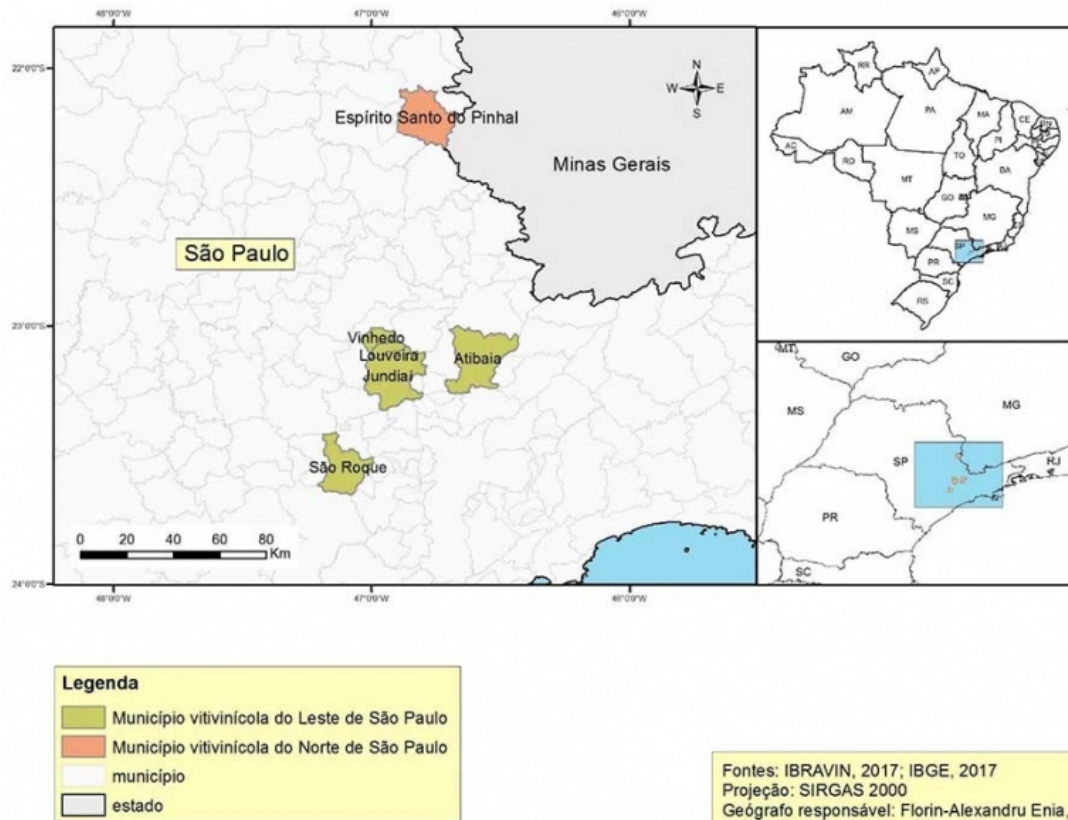 48°0'0"W 47°0'0"W 46°0'0"W
22°0'0"S
Espírito Santo do Pinhal
N
W E
S
Minas Gerais
São Paulo
23°0'0"S
Vinhedo
Louveira
Jundiaí
Atibaia
São Roque
0 20 40 60 80
Km
24°0'0"S
48°0'0"W 47°0'0"W 46°0'0"W
RR
AP
AM
PA
MA
CE
RN
PI
AC
TO
RO
BA
MT
GO
MG
MS
SP
PR
SC
RS
MT
GO
MS
MG
SP
RJ
PR
SC
Legenda
Município vitivinícola do Leste de São Paulo
Município vitivinícola do Norte de São Paulo
município
estado
Fontes: IBRAVIN, 2017; IBGE, 2017
Projeção: SIRGAS 2000
Geógrafo responsável: Florin-Alexandru Enia,